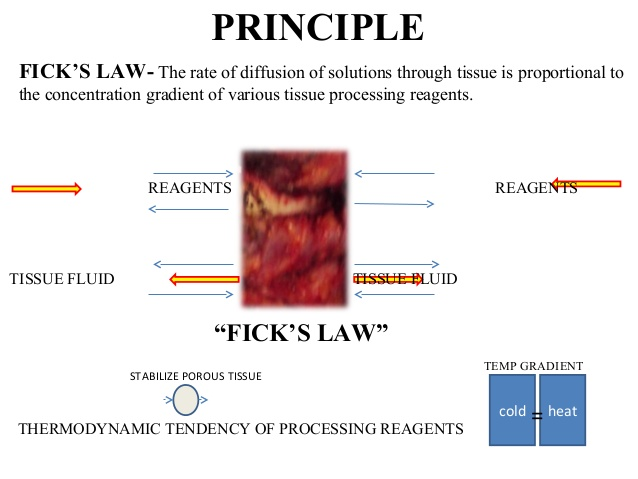 PRINCIPLE
FICK’S LAW- The rate of diffusion of solutions through tissue is proportional to
the concentration gradient of various tissue processing reagents.
REAGENTS
REAGENTS
TISSUE FLUID
TISSUE FLUID
“FICK’S LAW”
TEMP GRADIENT
STABILIZE POROUS TISSUE
cold = heat
THERMODYNAMIC TENDENCY OF PROCESSING REAGENTS